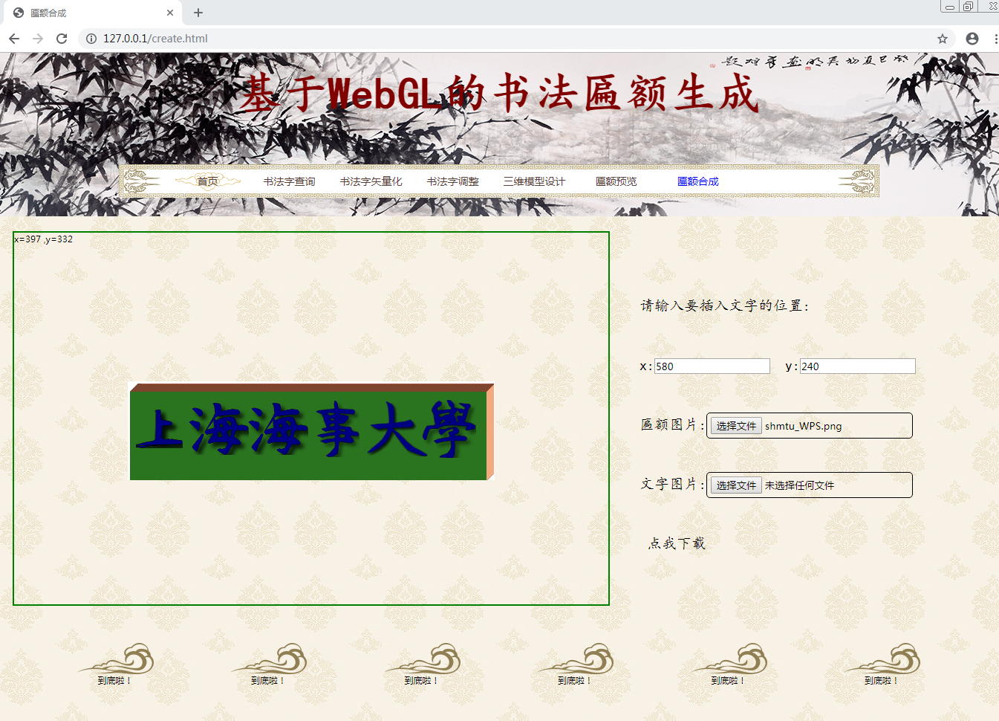 匾额合成
127.0.0.1/create.html
基于WebGL的书法匾额生成
首页 书法字查询 书法字矢量化 书法字调整 三维模型设计 匾额预览 匾额合成
x=397 ,y=332
上海海事大學
请输入要插入文字的位置:
x:580 y:240
匾额图片: 选择文件 shmtu_WPS.png
文字图片: 选择文件 未选择任何文件
点我下载
到底啦！ 到底啦！ 到底啦！ 到底啦！ 到底啦！ 到底啦！